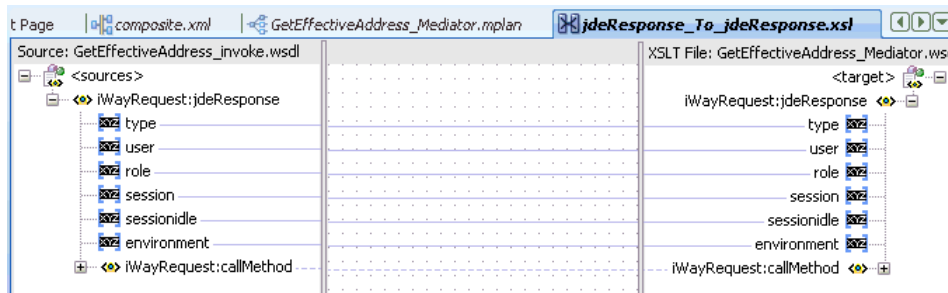 t Page composite.xml GetEffectiveAddress_Mediator.mplan jdeResponse_To_jdeResponse.xsl
Source: GetEffectiveAddress_invoke.wsdl XSLT File: GetEffectiveAddress_Mediator.ws
<sources> <target>
iWayRequest:jdeResponse iWayRequest:jdeResponse
type type
user user
role role
session session
sessionidle sessionidle
environment environment
iWayRequest:callMethod iWayRequest:callMethod